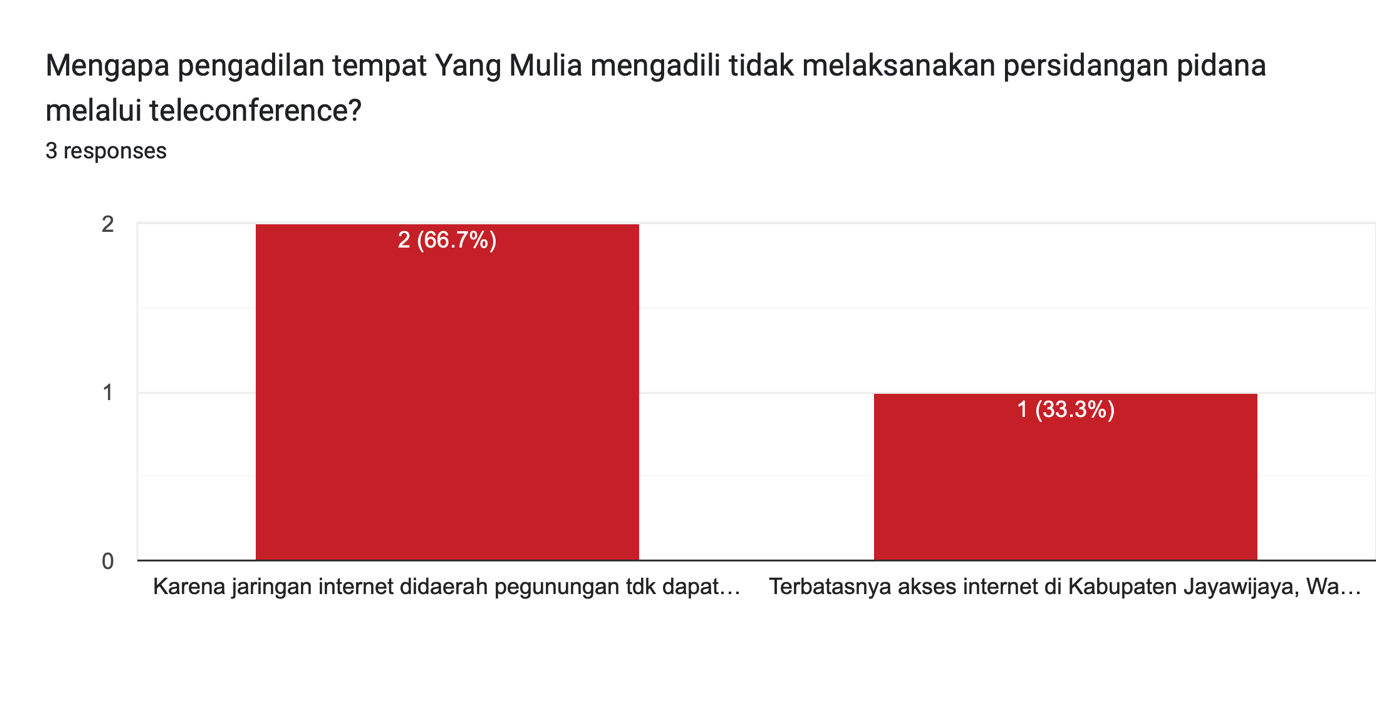 Mengapa pengadilan tempat Yang Mulia mengadili tidak melaksanakan persidangan pidana
melalui teleconference?
3 responses
2
2 (66.7%)
1
1 (33.3%)
0
Karena jaringan internet didaerah pegunungan tdk dapat…
Terbatasnya akses internet di Kabupaten Jayawijaya, Wa…